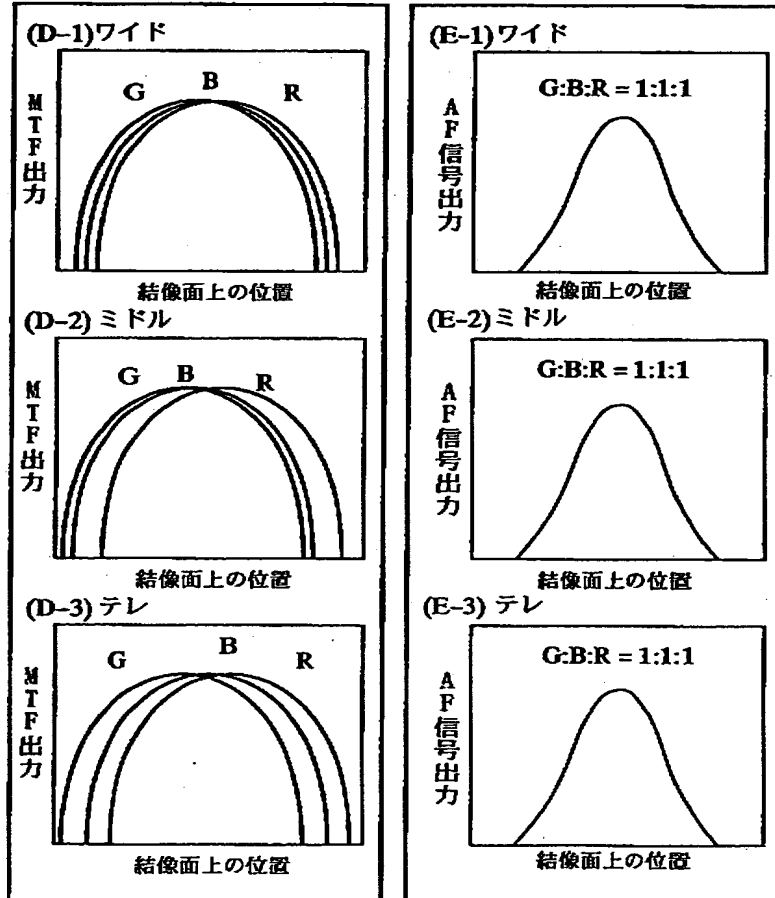 (D-1)ワイド
G B R
MTF出力
結像面上の位置
(D-2)ミドル
G B R
MTF出力
結像面上の位置
(D-3)テレ
G B R
MTF出力
結像面上の位置
(E-1)ワイド
G:B:R = 1:1:1
AF信号出力
結像面上の位置
(E-2)ミドル
G:B:R = 1:1:1
AF信号出力
結像面上の位置
(E-3)テレ
G:B:R = 1:1:1
AF信号出力
結像面上の位置